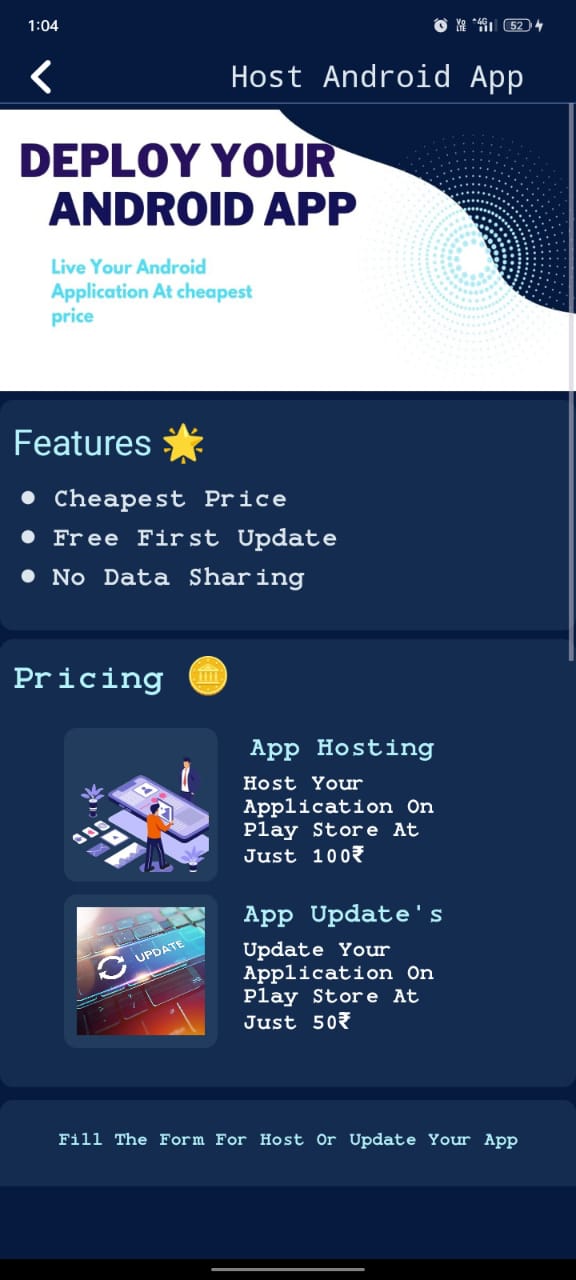 1:04
Vo LTE 4G 52
Host Android App
DEPLOY YOUR
ANDROID APP
Live Your Android
Application At cheapest
price
Features 🌟
● Cheapest Price
● Free First Update
● No Data Sharing
Pricing 🪙
App Hosting
Host Your
Application On
Play Store At
Just 100₹
UPDATE
App Update's
Update Your
Application On
Play Store At
Just 50₹
Fill The Form For Host Or Update Your App